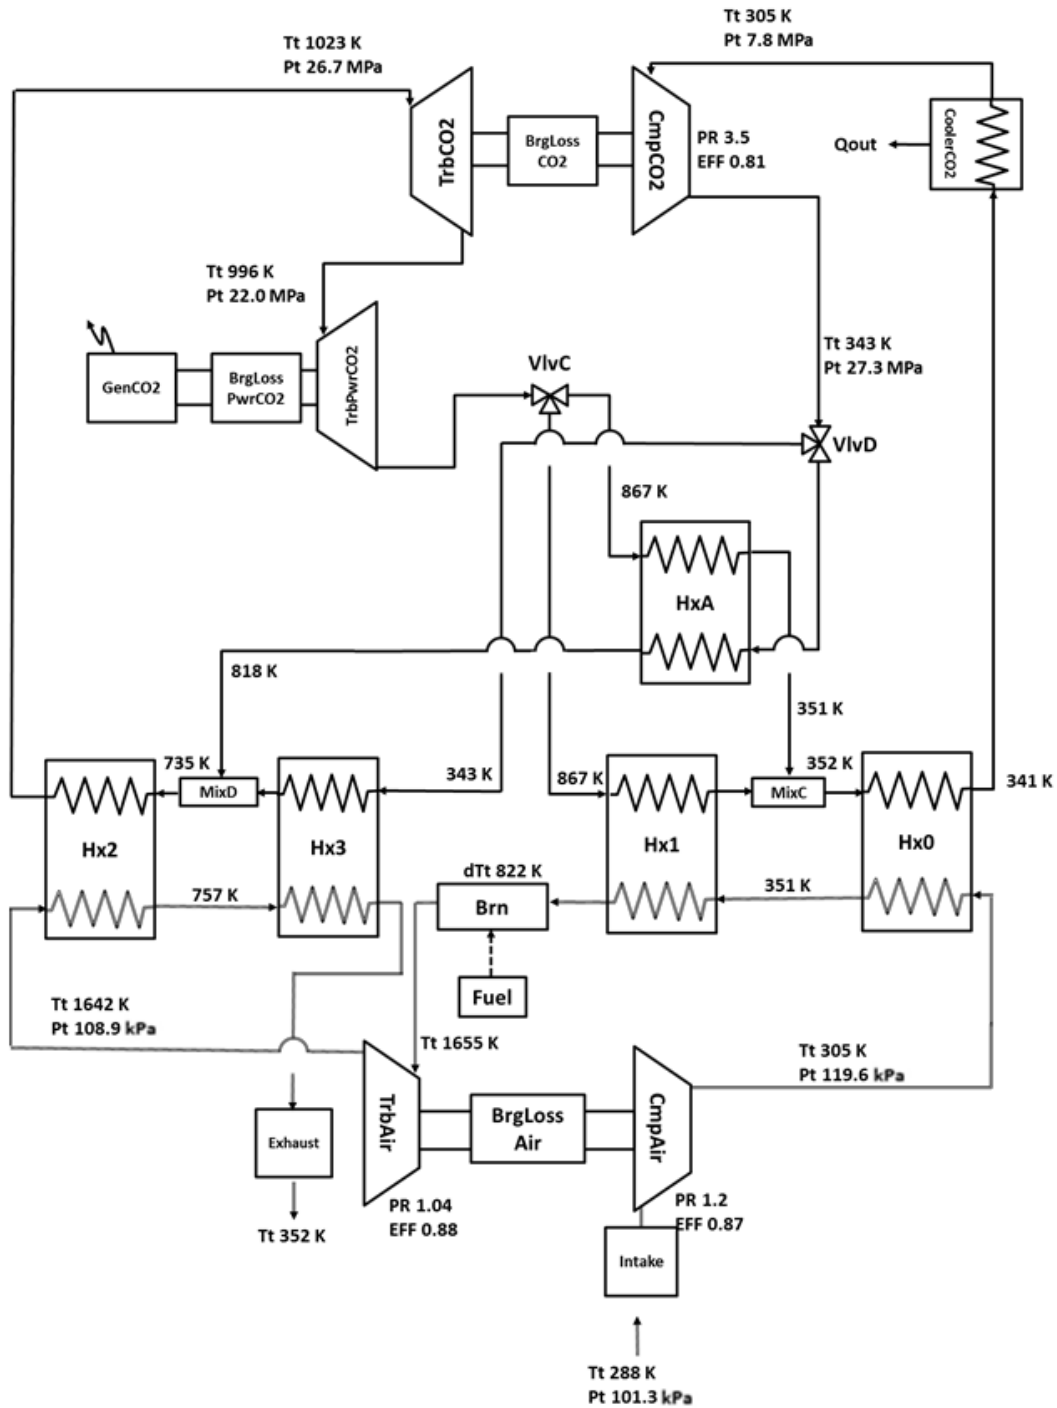 Tt 305 K
Pt 7.8 MPa
Tt 1023 K
Pt 26.7 MPa
TrbCO2
BrgLoss
CO2
CmpCO2
PR 3.5
EFF 0.81
Qout
CoolerCO2
Tt 996 K
Pt 22.0 MPa
Tt 343 K
Pt 27.3 MPa
GenCO2
BrgLoss
PwrCO2
TrbPwrCO2
VlvC
VlvD
867 K
HxA
818 K
351 K
735 K
MixD
343 K
867 K
MixC
352 K
341 K
Hx2
Hx3
Hx1
Hx0
757 K
dTt 822 K
351 K
Brn
Fuel
Tt 1642 K
Pt 108.9 kPa
Tt 1655 K
Tt 305 K
Pt 119.6 kPa
TrbAir
BrgLoss
Air
CmpAir
Exhaust
PR 1.04
EFF 0.88
PR 1.2
EFF 0.87
Tt 352 K
Intake
Tt 288 K
Pt 101.3 kPa